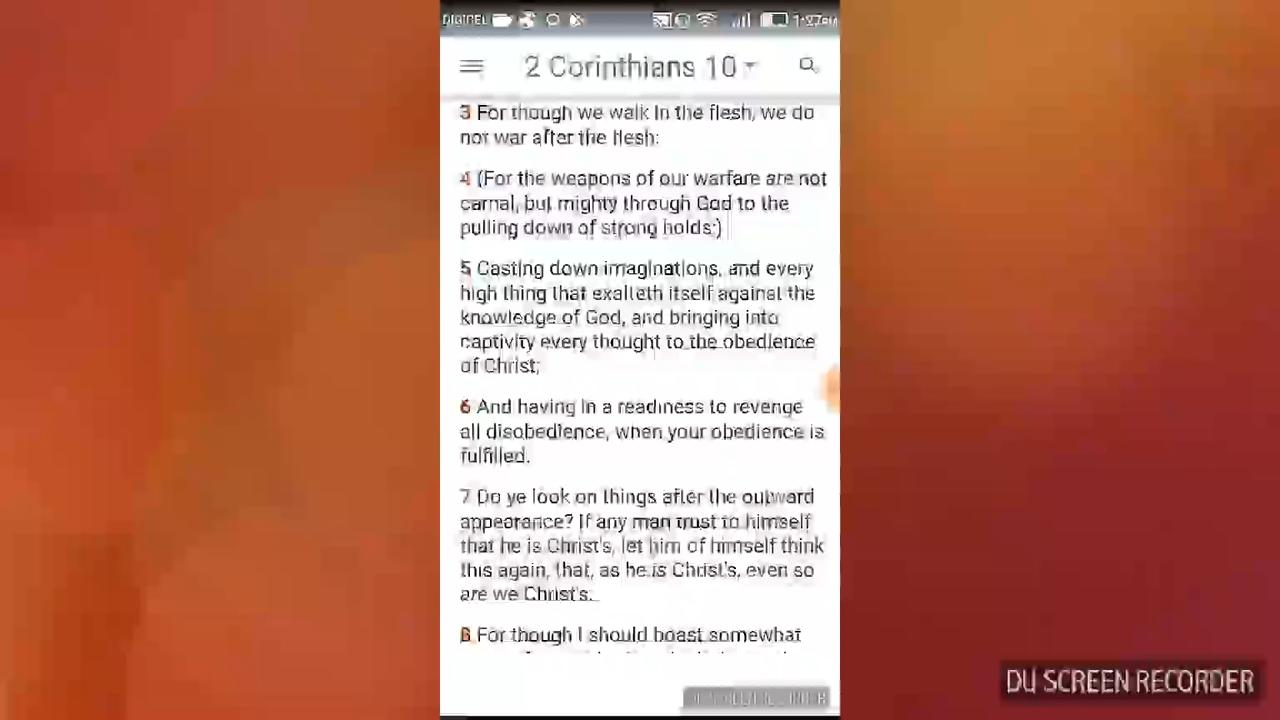 DIGICEL
1:27PM
2 Corinthians 10
3 For though we walk in the flesh, we do
not war after the flesh:
4 (For the weapons of our warfare are not
carnal, but mighty through God to the
pulling down of strong holds;)
5 Casting down imaginations, and every
high thing that exalteth itself against the
knowledge of God, and bringing into
captivity every thought to the obedience
of Christ;
6 And having in a readiness to revenge
all disobedience, when your obedience is
fulfilled.
7 Do ye look on things after the outward
appearance? If any man trust to himself
that he is Christ's, let him of himself think
this again, that, as he is Christ's, even so
are we Christ's.
8 For though I should boast somewhat
DU SCREEN RECORDER
DU SCREEN RECORDER